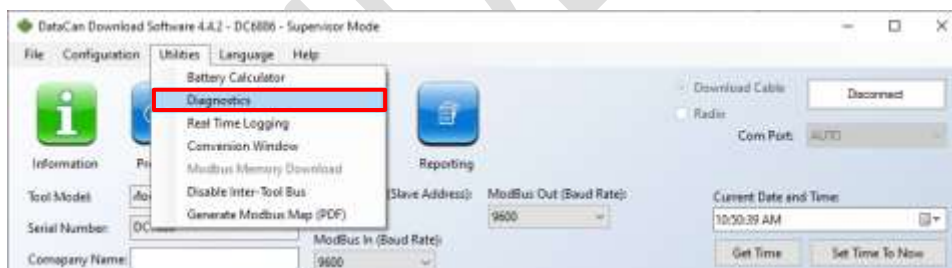 DataCan Download Software 4.4.2 - DC6886 - Supervisor Mode
File Configuration Utilities Language Help
Battery Calculator
Diagnostics
Real Time Logging
Conversion Window
Modbus Memory Download
Disable Inter-Tool Bus
Generate Modbus Map (PDF)
Information
Reporting
Download Cable
Radio
Disconnect
Com Port: AUTO
Tool Model:
(Slave Address): ModBus Out (Baud Rate):
9600
Current Date and Time:
10:50:39 AM
Serial Number:
ModBus In (Baud Rate):
Get Time Set Time To Now
Comapany Name:
9600